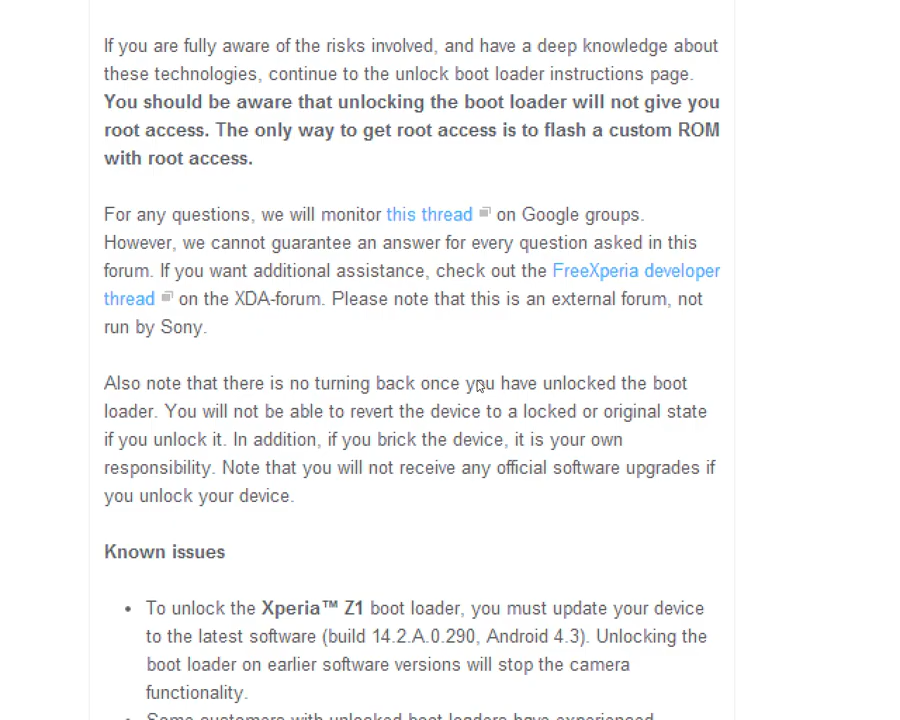 If you are fully aware of the risks involved, and have a deep knowledge about
these technologies, continue to the unlock boot loader instructions page.
You should be aware that unlocking the boot loader will not give you
root access. The only way to get root access is to flash a custom ROM
with root access.
For any questions, we will monitor this thread on Google groups.
However, we cannot guarantee an answer for every question asked in this
forum. If you want additional assistance, check out the FreeXperia developer
thread on the XDA-forum. Please note that this is an external forum, not
run by Sony.
Also note that there is no turning back once you have unlocked the boot
loader. You will not be able to revert the device to a locked or original state
if you unlock it. In addition, if you brick the device, it is your own
responsibility. Note that you will not receive any official software upgrades if
you unlock your device.
Known issues
• To unlock the Xperia™ Z1 boot loader, you must update your device
to the latest software (build 14.2.A.0.290, Android 4.3). Unlocking the
boot loader on earlier software versions will stop the camera
functionality.
• Some customers with unlocked boot loaders have experienced